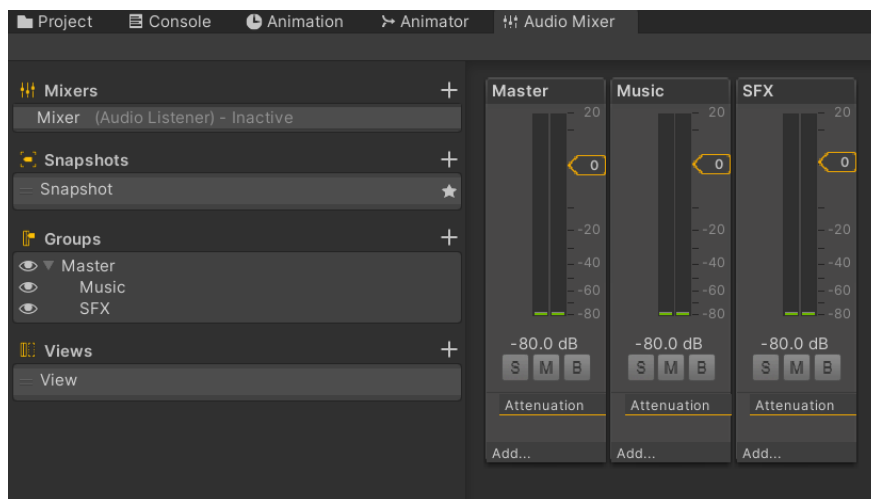 Project Console Animation Animator Audio Mixer
Mixers
Mixer (Audio Listener) - Inactive
Snapshots
Snapshot
Groups
Master
Music
SFX
Views
View
Master Music SFX
20 20 20
0 0 0
-20 -20 -20
-40 -40 -40
-60 -60 -60
-80 -80 -80
-80.0 dB -80.0 dB -80.0 dB
S M B S M B S M B
Attenuation Attenuation Attenuation
Add... Add... Add...